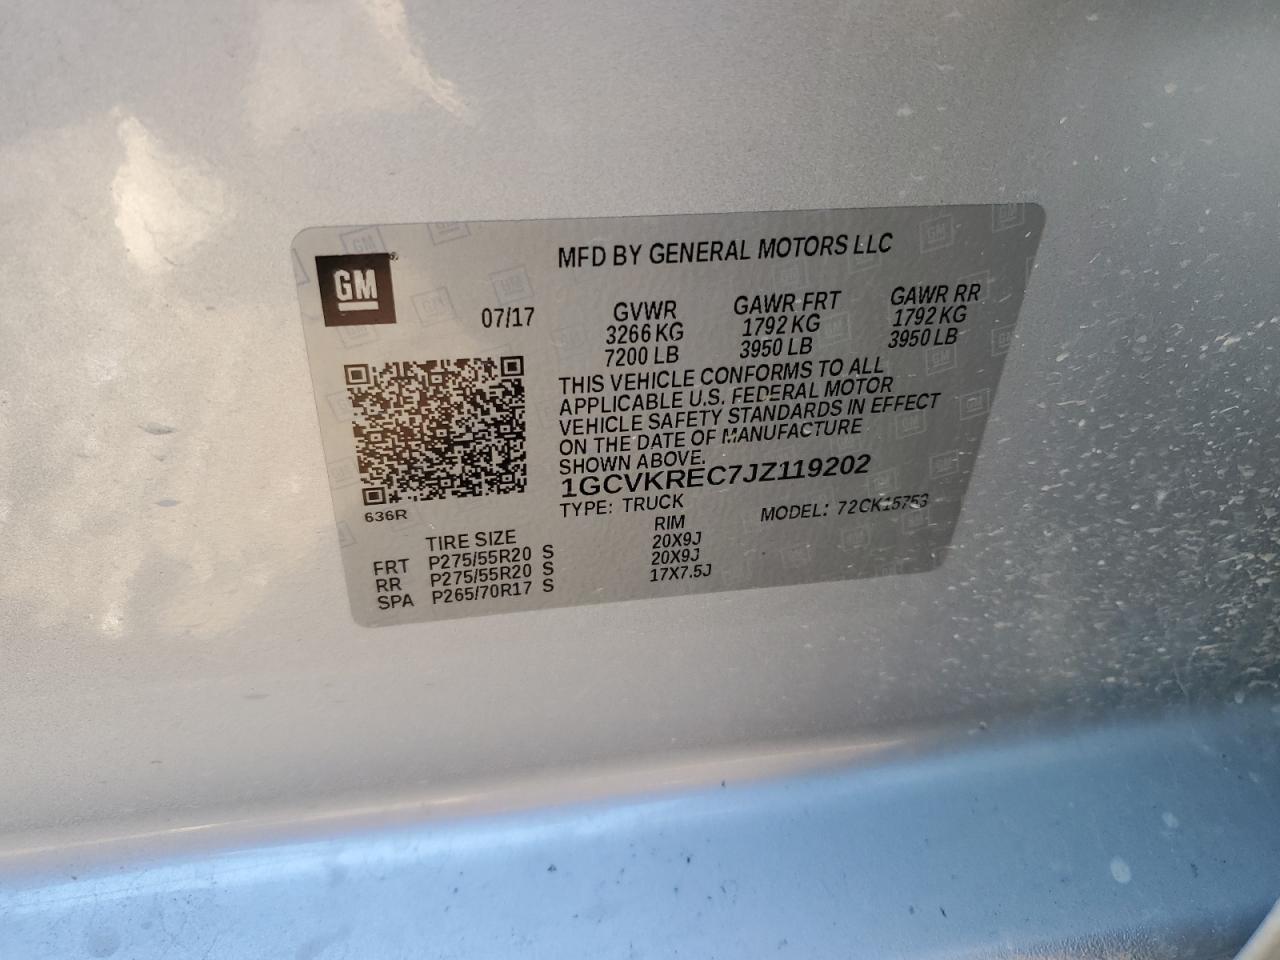 GM
MFD BY GENERAL MOTORS LLC
07/17
GVWR GAWR FRT GAWR RR
3266 KG 1792 KG 1792 KG
7200 LB 3950 LB 3950 LB
THIS VEHICLE CONFORMS TO ALL
APPLICABLE U.S. FEDERAL MOTOR
VEHICLE SAFETY STANDARDS IN EFFECT
ON THE DATE OF MANUFACTURE
SHOWN ABOVE.
1GCVKREC7JZ119202
TYPE: TRUCK MODEL: 72CK15753
636R
TIRE SIZE RIM
FRT P275/55R20 S 20X9J
RR P275/55R20 S 20X9J
SPA P265/70R17 S 17X7.5J